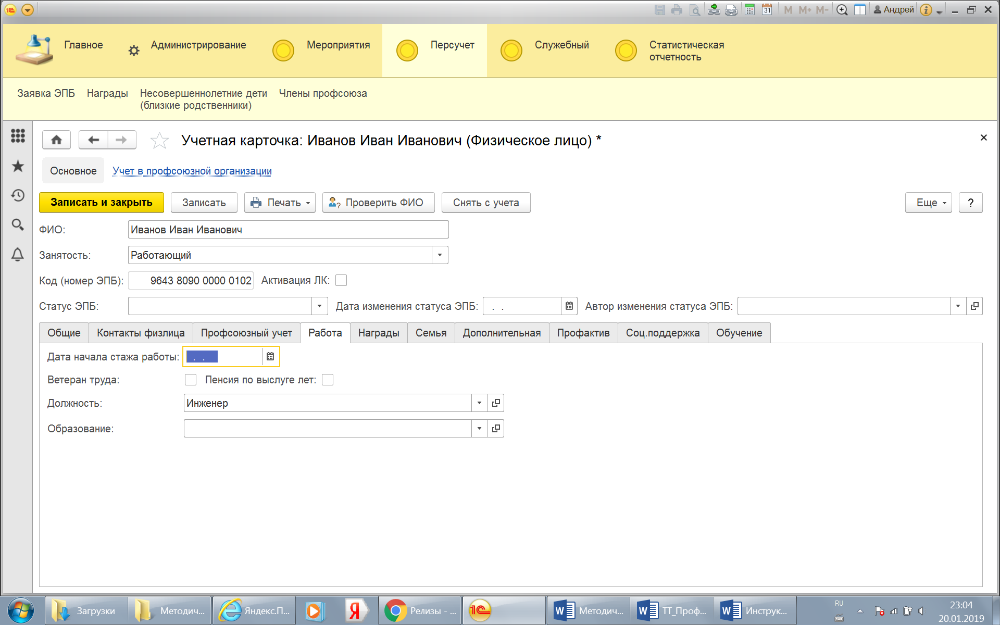 31 M M+ M- Андрей
Главное Администрирование Мероприятия Персучет Служебный Статистическая
отчетность
Заявка ЭПБ Награды Несовершеннолетние дети Члены профсоюза
(близкие родственники)
Учетная карточка: Иванов Иван Иванович (Физическое лицо) *
Основное Учет в профсоюзной организации
Записать и закрыть Записать Печать Проверить ФИО Снять с учета Еще ?
ФИО: Иванов Иван Иванович
Занятость: Работающий
Код (номер ЭПБ): 9643 8090 0000 0102 Активация ЛК:
Статус ЭПБ: Дата изменения статуса ЭПБ: . . Автор изменения статуса ЭПБ:
Общие Контакты физлица Профсоюзный учет Работа Награды Семья Дополнительная Профактив Соц.поддержка Обучение
Дата начала стажа работы: . .
Ветеран труда: Пенсия по выслуге лет:
Должность: Инженер
Образование:
Загрузки Методич... Яндекс.П... Я Релизы - ... 1С Методич... ТТ_Проф... Инструк... RU 23:04
20.01.2019